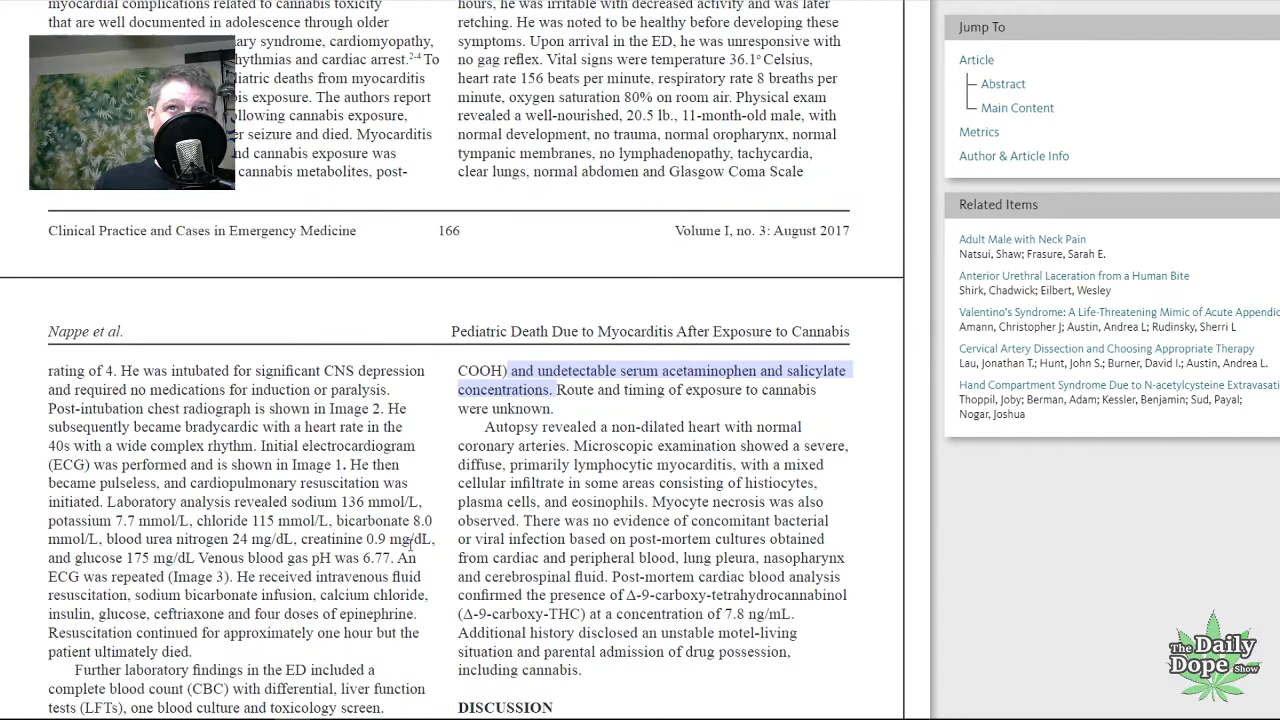 myocardial complications related to cannabis toxicity
that are well documented in adolescence through older
ary syndrome, cardiomyopathy,
hythmias and cardiac arrest.2-4 To
iatric deaths from myocarditis
is exposure. The authors report
ollowing cannabis exposure,
er seizure and died. Myocarditis
nd cannabis exposure was
cannabis metabolites, post-
hours, he was irritable with decreased activity and was later
retching. He was noted to be healthy before developing these
symptoms. Upon arrival in the ED, he was unresponsive with
no gag reflex. Vital signs were temperature 36.1° Celsius,
heart rate 156 beats per minute, respiratory rate 8 breaths per
minute, oxygen saturation 80% on room air. Physical exam
revealed a well-nourished, 20.5 lb., 11-month-old male, with
normal development, no trauma, normal oropharynx, normal
tympanic membranes, no lymphadenopathy, tachycardia,
clear lungs, normal abdomen and Glasgow Coma Scale
Clinical Practice and Cases in Emergency Medicine 166 Volume I, no. 3: August 2017
Nappe et al. Pediatric Death Due to Myocarditis After Exposure to Cannabis
rating of 4. He was intubated for significant CNS depression
and required no medications for induction or paralysis.
Post-intubation chest radiograph is shown in Image 2. He
subsequently became bradycardic with a heart rate in the
40s with a wide complex rhythm. Initial electrocardiogram
(ECG) was performed and is shown in Image 1. He then
became pulseless, and cardiopulmonary resuscitation was
initiated. Laboratory analysis revealed sodium 136 mmol/L,
potassium 7.7 mmol/L, chloride 115 mmol/L, bicarbonate 8.0
mmol/L, blood urea nitrogen 24 mg/dL, creatinine 0.9 mg/dL,
and glucose 175 mg/dL Venous blood gas pH was 6.77. An
ECG was repeated (Image 3). He received intravenous fluid
resuscitation, sodium bicarbonate infusion, calcium chloride,
insulin, glucose, ceftriaxone and four doses of epinephrine.
Resuscitation continued for approximately one hour but the
patient ultimately died.
Further laboratory findings in the ED included a
complete blood count (CBC) with differential, liver function
tests (LFTs), one blood culture and toxicology screen.
COOH) and undetectable serum acetaminophen and salicylate
concentrations. Route and timing of exposure to cannabis
were unknown.
Autopsy revealed a non-dilated heart with normal
coronary arteries. Microscopic examination showed a severe,
diffuse, primarily lymphocytic myocarditis, with a mixed
cellular infiltrate in some areas consisting of histiocytes,
plasma cells, and eosinophils. Myocyte necrosis was also
observed. There was no evidence of concomitant bacterial
or viral infection based on post-mortem cultures obtained
from cardiac and peripheral blood, lung pleura, nasopharynx
and cerebrospinal fluid. Post-mortem cardiac blood analysis
confirmed the presence of Δ-9-carboxy-tetrahydrocannabinol
(Δ-9-carboxy-THC) at a concentration of 7.8 ng/mL.
Additional history disclosed an unstable motel-living
situation and parental admission of drug possession,
including cannabis.
DISCUSSION
Jump To
Article
Abstract
Main Content
Metrics
Author & Article Info
Related Items
Adult Male with Neck Pain
Natsui, Shaw; Frasure, Sarah E.
Anterior Urethral Laceration from a Human Bite
Shirk, Chadwick; Eilbert, Wesley
Valentino's Syndrome: A Life-Threatening Mimic of Acute Appendic
Amann, Christopher J; Austin, Andrea L; Rudinsky, Sherri L
Cervical Artery Dissection and Choosing Appropriate Therapy
Lau, Jonathan T.; Hunt, John S.; Burner, David I.; Austin, Andrea L.
Hand Compartment Syndrome Due to N-acetylcysteine Extravasati
Thoppil, Joby; Berman, Adam; Kessler, Benjamin; Sud, Payal;
Nogar, Joshua
The Daily
Dope Show